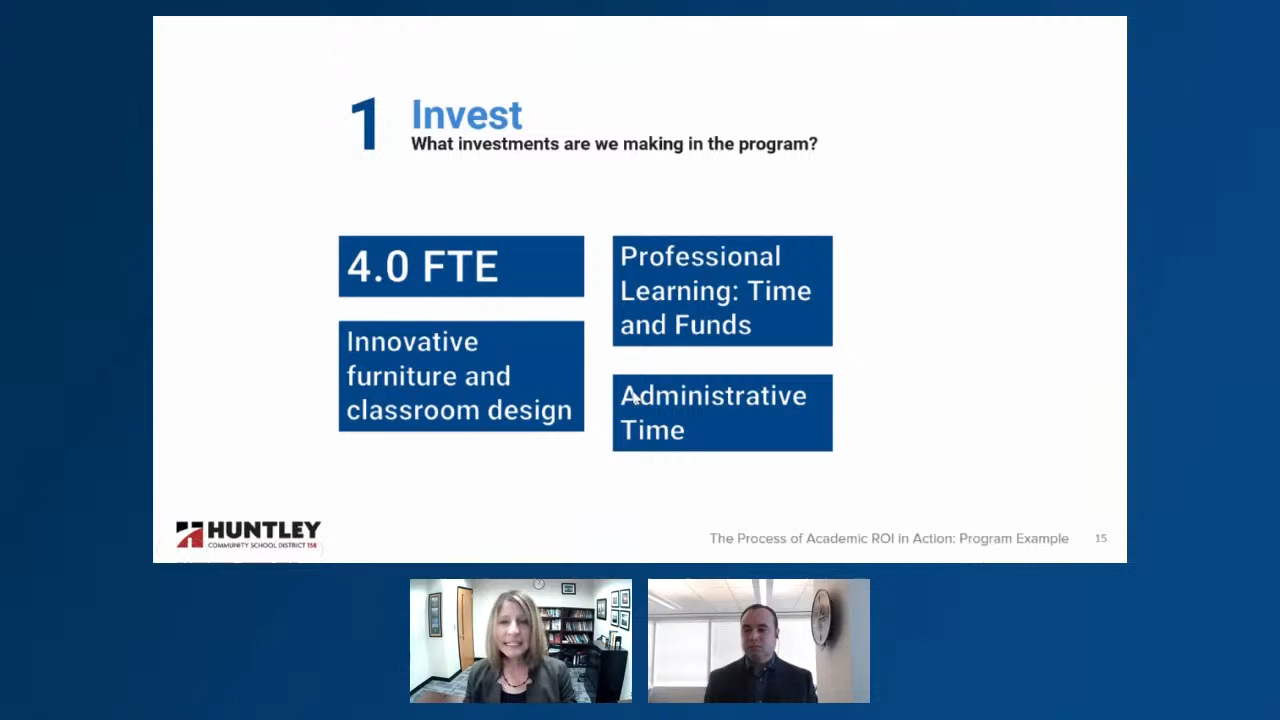 1 Invest
What investments are we making in the program?
4.0 FTE
Innovative
furniture and
classroom design
Professional
Learning: Time
and Funds
Administrative
Time
HUNTLEY
COMMUNITY SCHOOL DISTRICT 158
The Process of Academic ROI in Action: Program Example 15